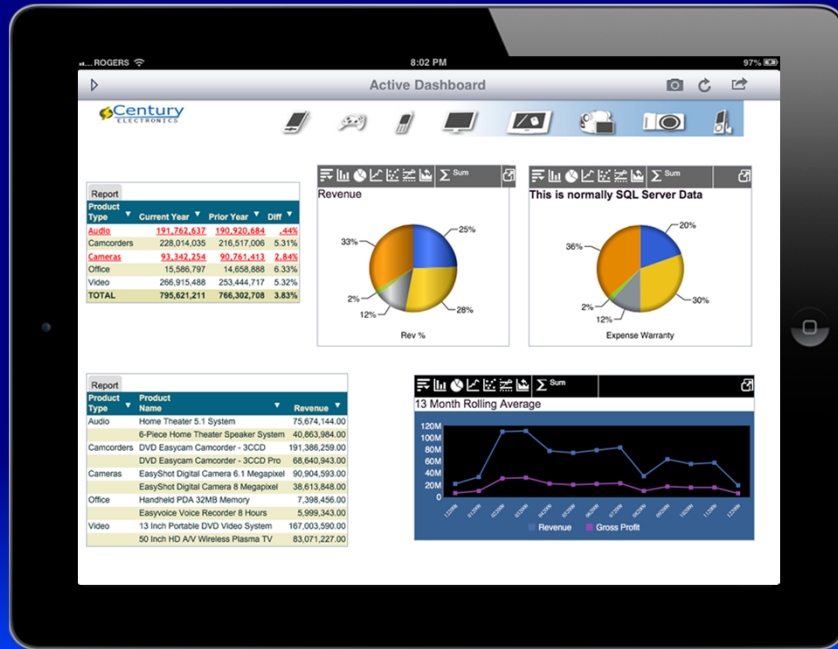 ROGERS
8:02 PM
97%
Active Dashboard
Century
ELECTRONICS
Report
Product Type Current Year Prior Year Diff
Audio 191,762,637 190,920,684 .44%
Camcorders 228,014,035 216,517,006 5.31%
Cameras 93,342,254 90,761,413 2.84%
Office 15,586,797 14,658,888 6.33%
Video 266,915,488 253,444,717 5.32%
TOTAL 795,621,211 766,302,708 3.83%
Sum
Revenue
25%
33%
2%
12%
28%
Rev %
Sum
This is normally SQL Server Data
20%
36%
2%
12%
30%
Expense Warranty
Report
Product Type Product Name Revenue
Audio Home Theater 5.1 System 75,674,144.00
6-Piece Home Theater Speaker System 40,863,984.00
Camcorders DVD Easycam Camcorder - 3CCD 191,386,259.00
DVD Easycam Camcorder - 3CCD Pro 68,640,943.00
Cameras EasyShot Digital Camera 6.1 Megapixel 90,904,593.00
EasyShot Digital Camera 8 Megapixel 38,613,848.00
Office Handheld PDA 32MB Memory 7,398,456.00
Easyvoice Voice Recorder 8 Hours 5,999,343.00
Video 13 Inch Portable DVD Video System 167,003,590.00
50 Inch HD A/V Wireless Plasma TV 83,071,227.00
Sum
13 Month Rolling Average
120M
100M
80M
60M
40M
20M
0
Revenue Gross Profit